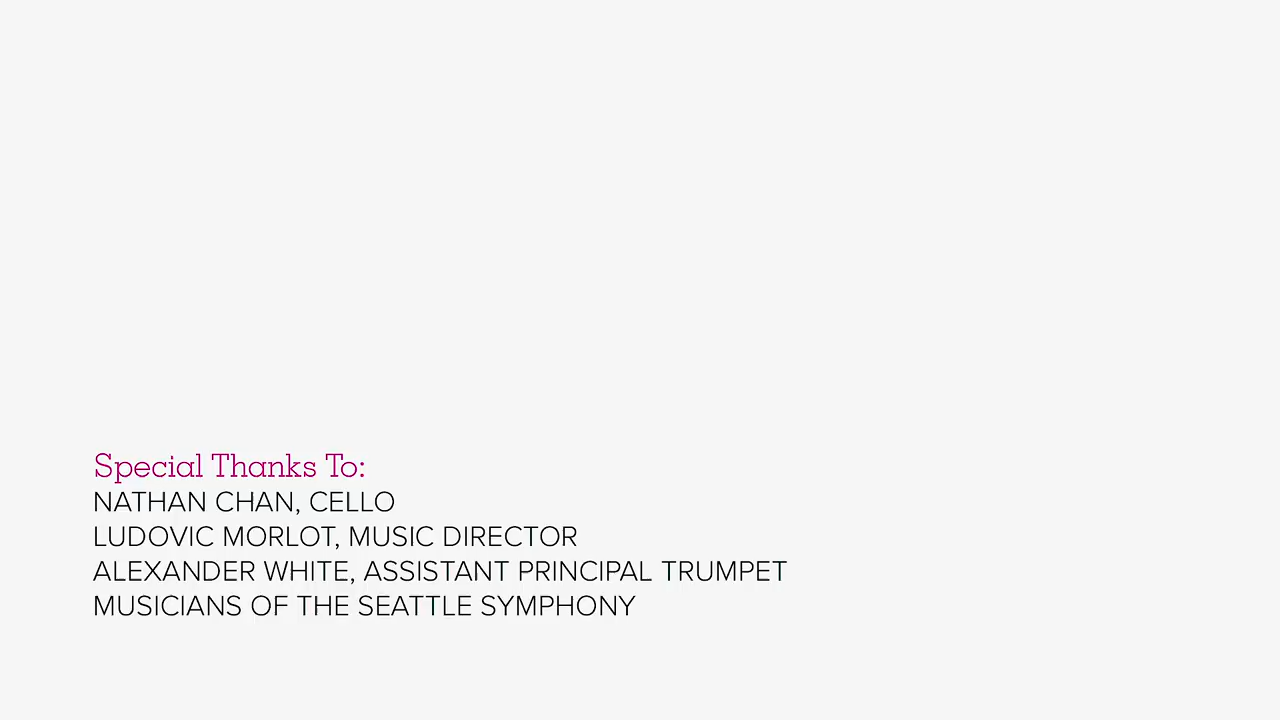 Special Thanks To:
NATHAN CHAN, CELLO
LUDOVIC MORLOT, MUSIC DIRECTOR
ALEXANDER WHITE, ASSISTANT PRINCIPAL TRUMPET
MUSICIANS OF THE SEATTLE SYMPHONY